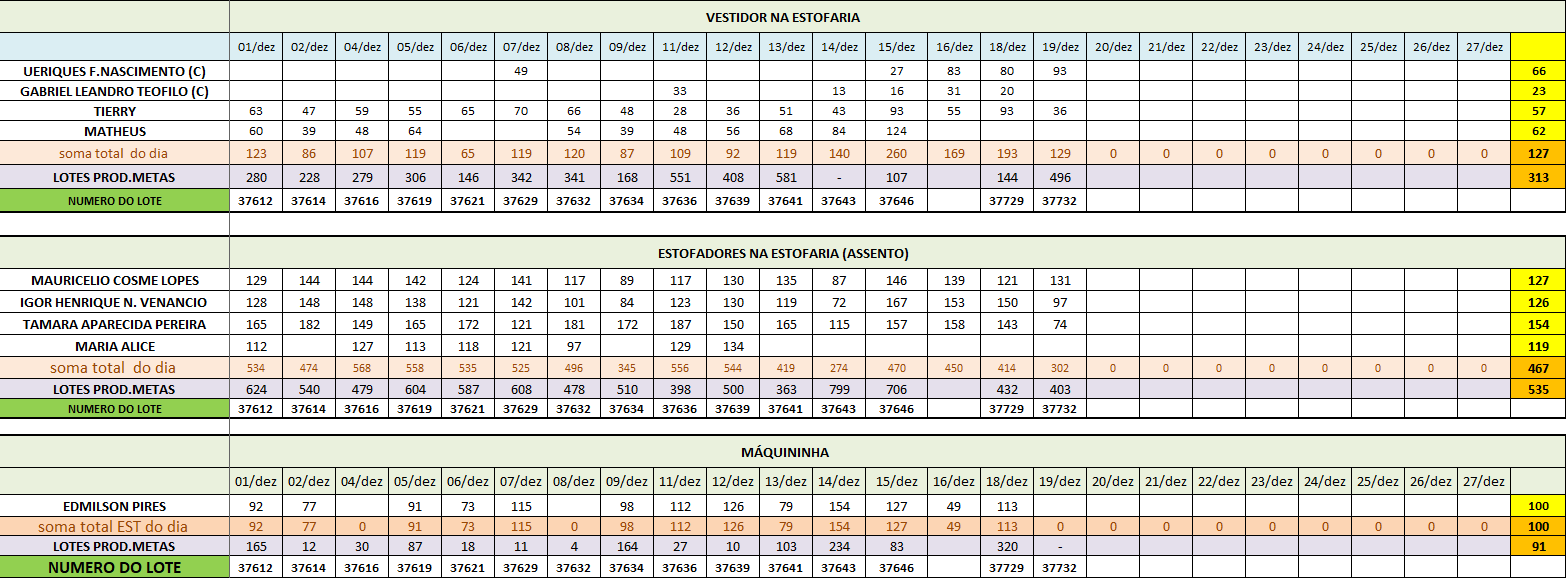 VESTIDOR NA ESTOFARIA
01/dez 02/dez 04/dez 05/dez 06/dez 07/dez 08/dez 09/dez 11/dez 12/dez 13/dez 14/dez 15/dez 16/dez 18/dez 19/dez 20/dez 21/dez 22/dez 23/dez 24/dez 25/dez 26/dez 27/dez
UERIQUES F.NASCIMENTO (C) 49 27 83 80 93 66
GABRIEL LEANDRO TEOFILO (C) 33 13 16 31 20 23
TIERRY 63 47 59 55 65 70 66 48 28 36 51 43 93 55 93 36 57
MATHEUS 60 39 48 64 54 39 48 56 68 84 124 62
soma total do dia 123 86 107 119 65 119 120 87 109 92 119 140 260 169 193 129 0 0 0 0 0 0 0 0 127
LOTES PROD.METAS 280 228 279 306 146 342 341 168 551 408 581 - 107 144 496 313
NUMERO DO LOTE 37612 37614 37616 37619 37621 37629 37632 37634 37636 37639 37641 37643 37646 37729 37732
ESTOFADORES NA ESTOFARIA (ASSENTO)
MAURICELIO COSME LOPES 129 144 144 142 124 141 117 89 117 130 135 87 146 139 121 131 127
IGOR HENRIQUE N. VENANCIO 128 148 148 138 121 142 101 84 123 130 119 72 167 153 150 97 126
TAMARA APARECIDA PEREIRA 165 182 149 165 172 121 181 172 187 150 165 115 157 158 143 74 154
MARIA ALICE 112 127 113 118 121 97 129 134 119
soma total do dia 534 474 568 558 535 525 496 345 556 544 419 274 470 450 414 302 0 0 0 0 0 0 0 0 467
LOTES PROD.METAS 624 540 479 604 587 608 478 510 398 500 363 799 706 432 403 535
NUMERO DO LOTE 37612 37614 37616 37619 37621 37629 37632 37634 37636 37639 37641 37643 37646 37729 37732
MÁQUININHA
01/dez 02/dez 04/dez 05/dez 06/dez 07/dez 08/dez 09/dez 11/dez 12/dez 13/dez 14/dez 15/dez 16/dez 18/dez 19/dez 20/dez 21/dez 22/dez 23/dez 24/dez 25/dez 26/dez 27/dez
EDMILSON PIRES 92 77 91 73 115 98 112 126 79 154 127 49 113 100
soma total EST do dia 92 77 0 91 73 115 0 98 112 126 79 154 127 49 113 0 0 0 0 0 0 0 0 0 100
LOTES PROD.METAS 165 12 30 87 18 11 4 164 27 10 103 234 83 320 - 91
NUMERO DO LOTE 37612 37614 37616 37619 37621 37629 37632 37634 37636 37639 37641 37643 37646 37729 37732